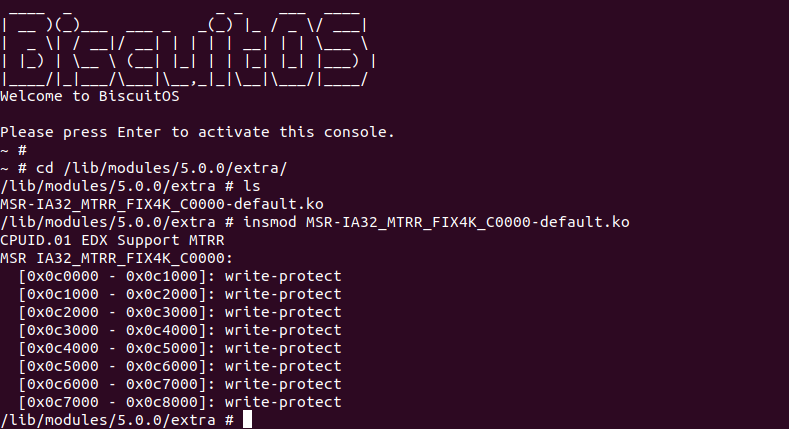 ____  _                _ _    ___  ____
| __ )(_)___  ___ _   _(_) |_ / _ \/ ___|
|  _ \| / __|/ __| | | | | __| | | \___ \
| |_) | \__ \ (__| |_| | | |_| |_| |___) |
|____/|_|___/\___|\__,_|_|\__|\___/|____/
Welcome to BiscuitOS
Please press Enter to activate this console.
~ #
~ # cd /lib/modules/5.0.0/extra/
/lib/modules/5.0.0/extra # ls
MSR-IA32_MTRR_FIX4K_C0000-default.ko
/lib/modules/5.0.0/extra # insmod MSR-IA32_MTRR_FIX4K_C0000-default.ko
CPUID.01 EDX Support MTRR
MSR IA32_MTRR_FIX4K_C0000:
  [0x0c0000 - 0x0c1000]: write-protect
  [0x0c1000 - 0x0c2000]: write-protect
  [0x0c2000 - 0x0c3000]: write-protect
  [0x0c3000 - 0x0c4000]: write-protect
  [0x0c4000 - 0x0c5000]: write-protect
  [0x0c5000 - 0x0c6000]: write-protect
  [0x0c6000 - 0x0c7000]: write-protect
  [0x0c7000 - 0x0c8000]: write-protect
/lib/modules/5.0.0/extra #